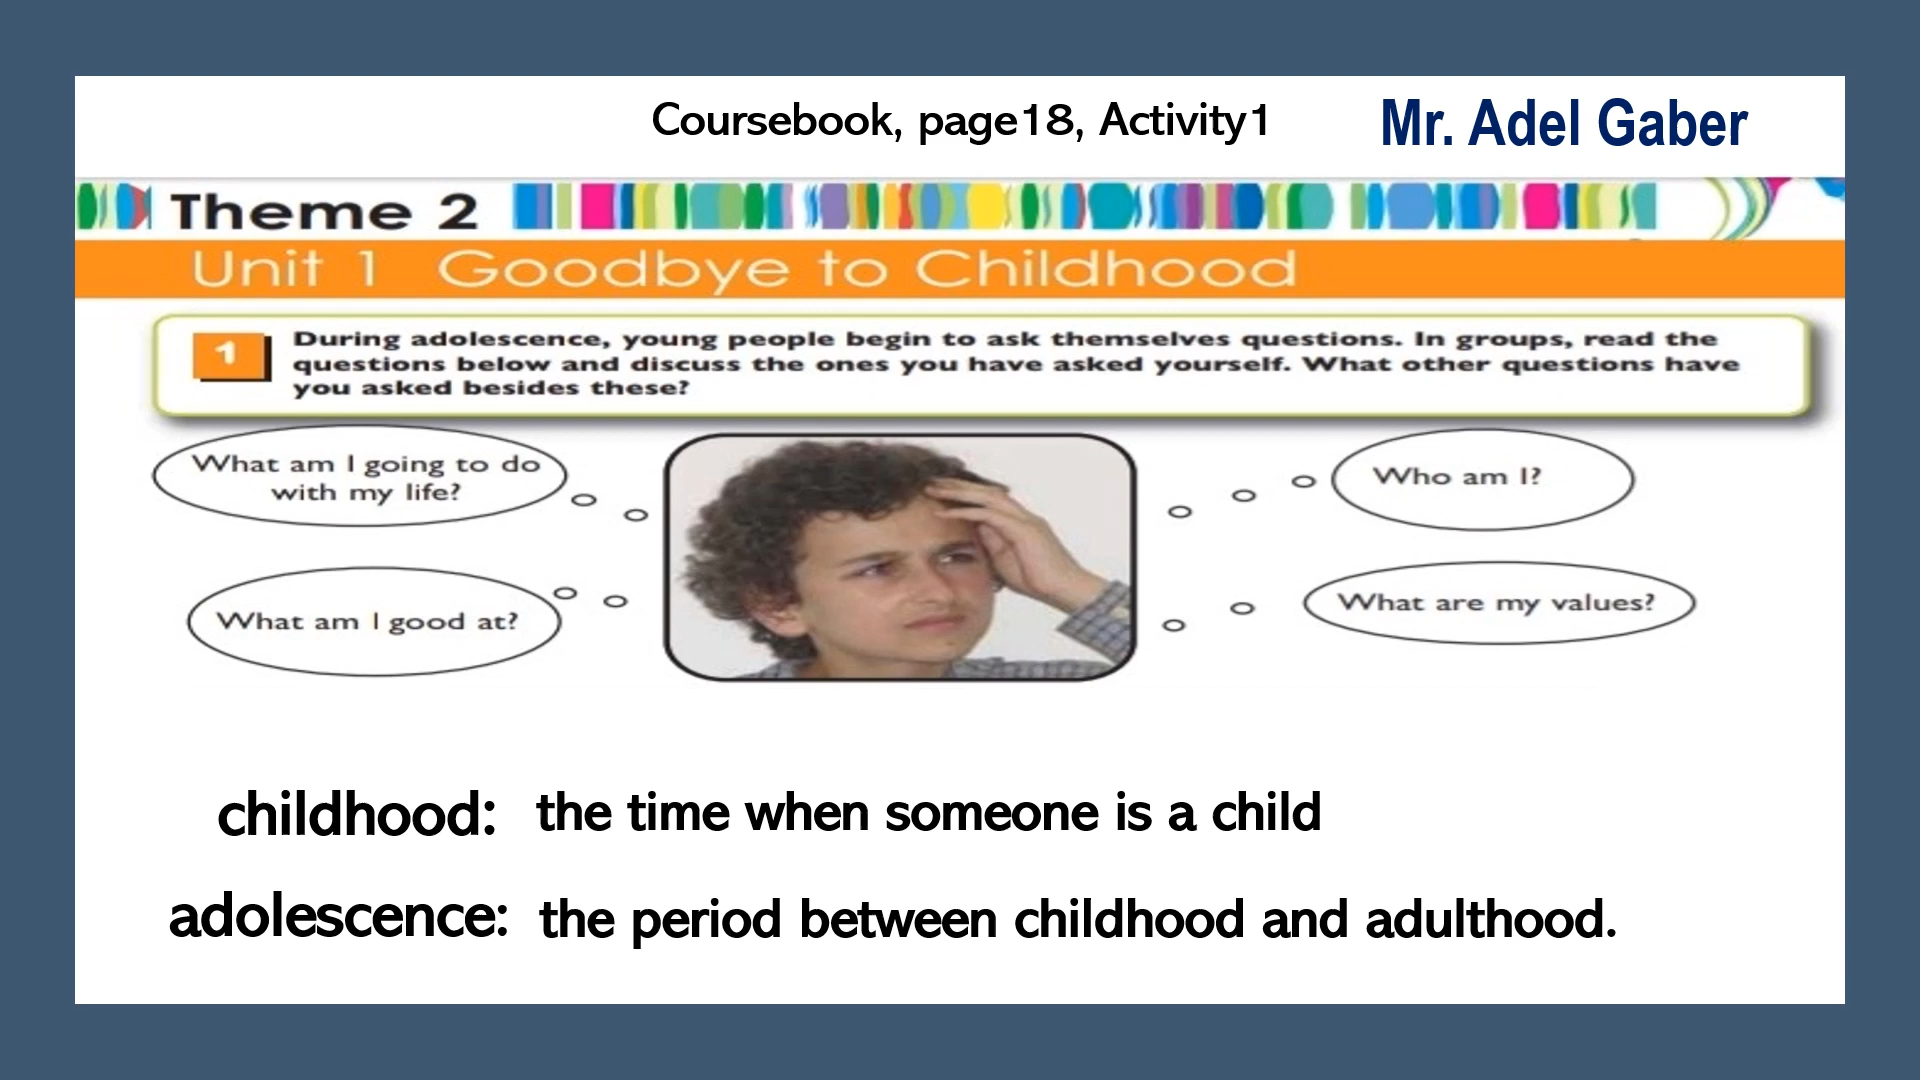 Coursebook, page18, Activity1
Mr. Adel Gaber
Theme 2
Unit 1 Goodbye to Childhood
1
During adolescence, young people begin to ask themselves questions. In groups, read the
questions below and discuss the ones you have asked yourself. What other questions have
you asked besides these?
What am I going to do
with my life?
Who am I?
What am I good at?
What are my values?
childhood: the time when someone is a child
adolescence: the period between childhood and adulthood.